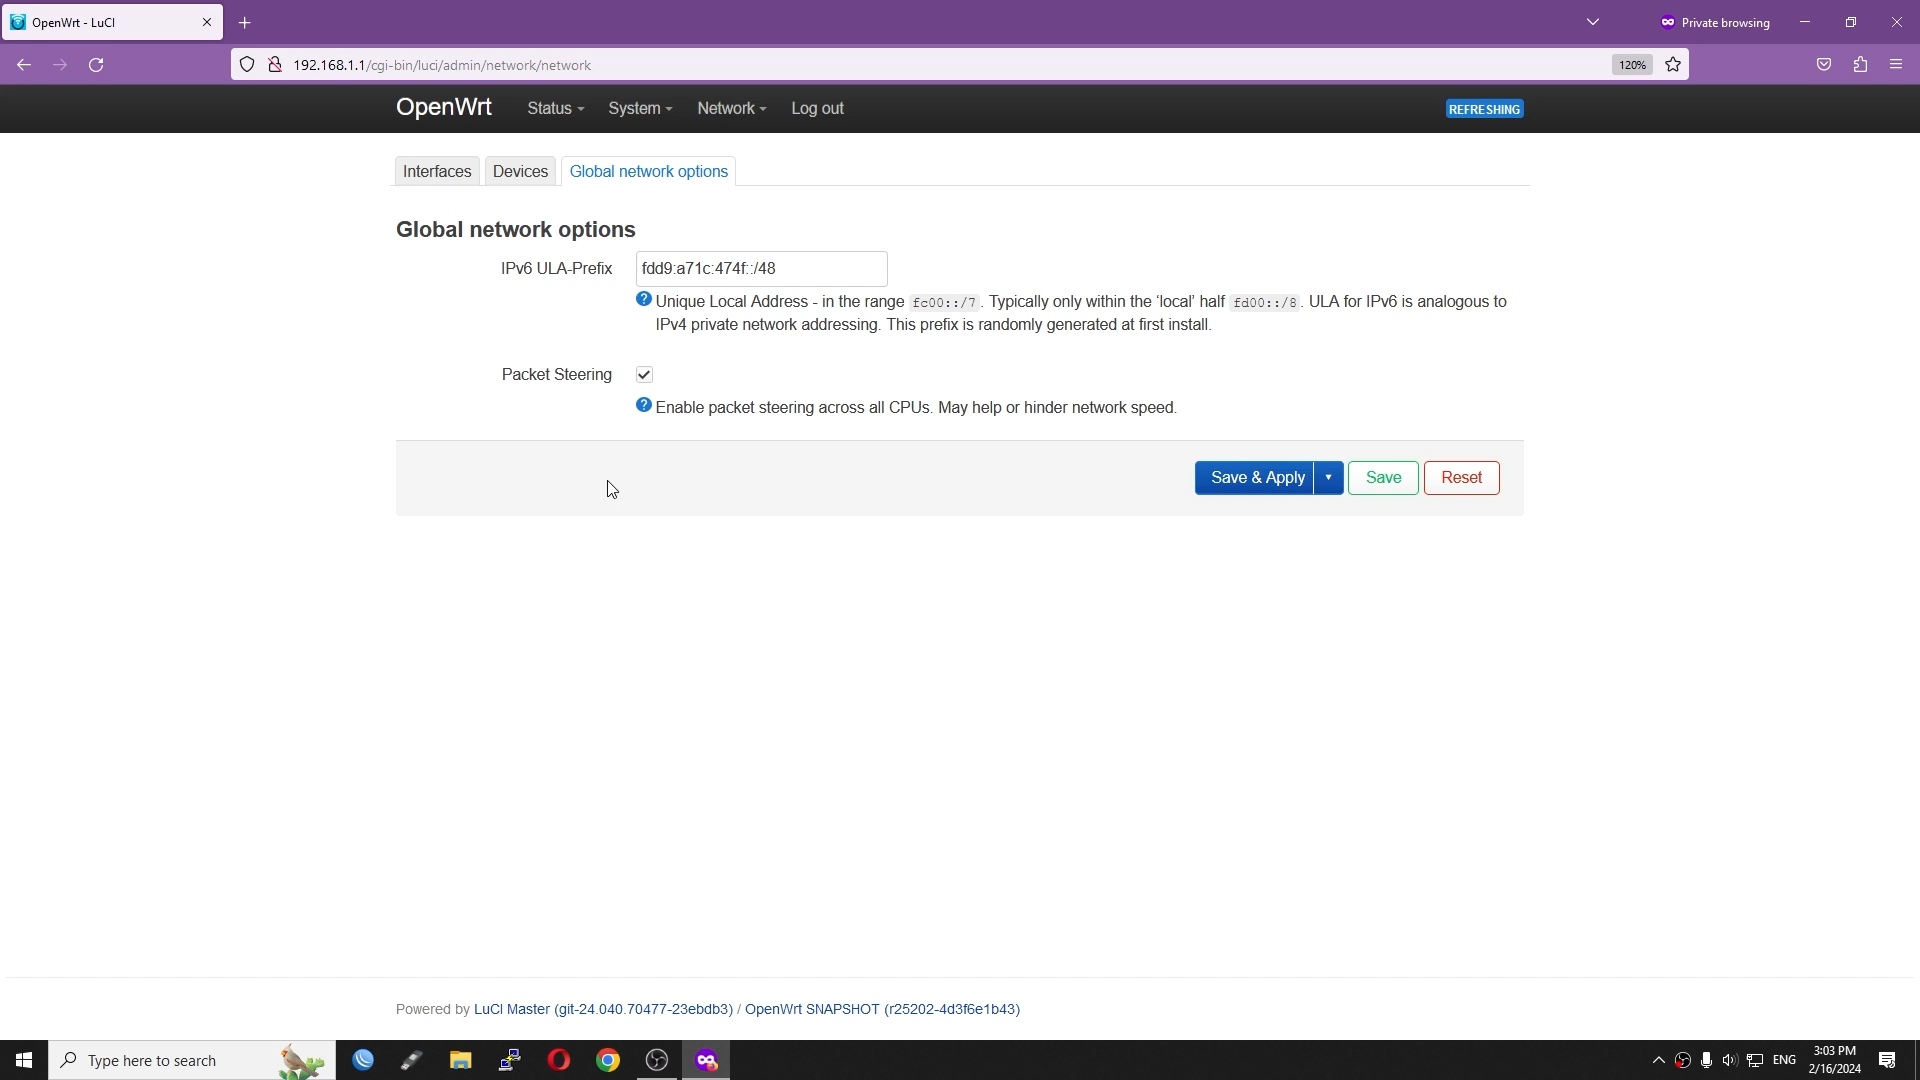 OpenWrt - LuCI
Private browsing
192.168.1.1/cgi-bin/luci/admin/network/network
120%
OpenWrt Status System Network Log out REFRESHING
Interfaces Devices Global network options
Global network options
IPv6 ULA-Prefix fdd9:a71c:474f::/48
Unique Local Address - in the range fc00::/7. Typically only within the ‘local’ half fd00::/8. ULA for IPv6 is analogous to
IPv4 private network addressing. This prefix is randomly generated at first install.
Packet Steering
Enable packet steering across all CPUs. May help or hinder network speed.
Save & Apply Save Reset
Powered by LuCI Master (git-24.040.70477-23ebdb3) / OpenWrt SNAPSHOT (r25202-4d3f6e1b43)
Type here to search
ENG
3:03 PM
2/16/2024